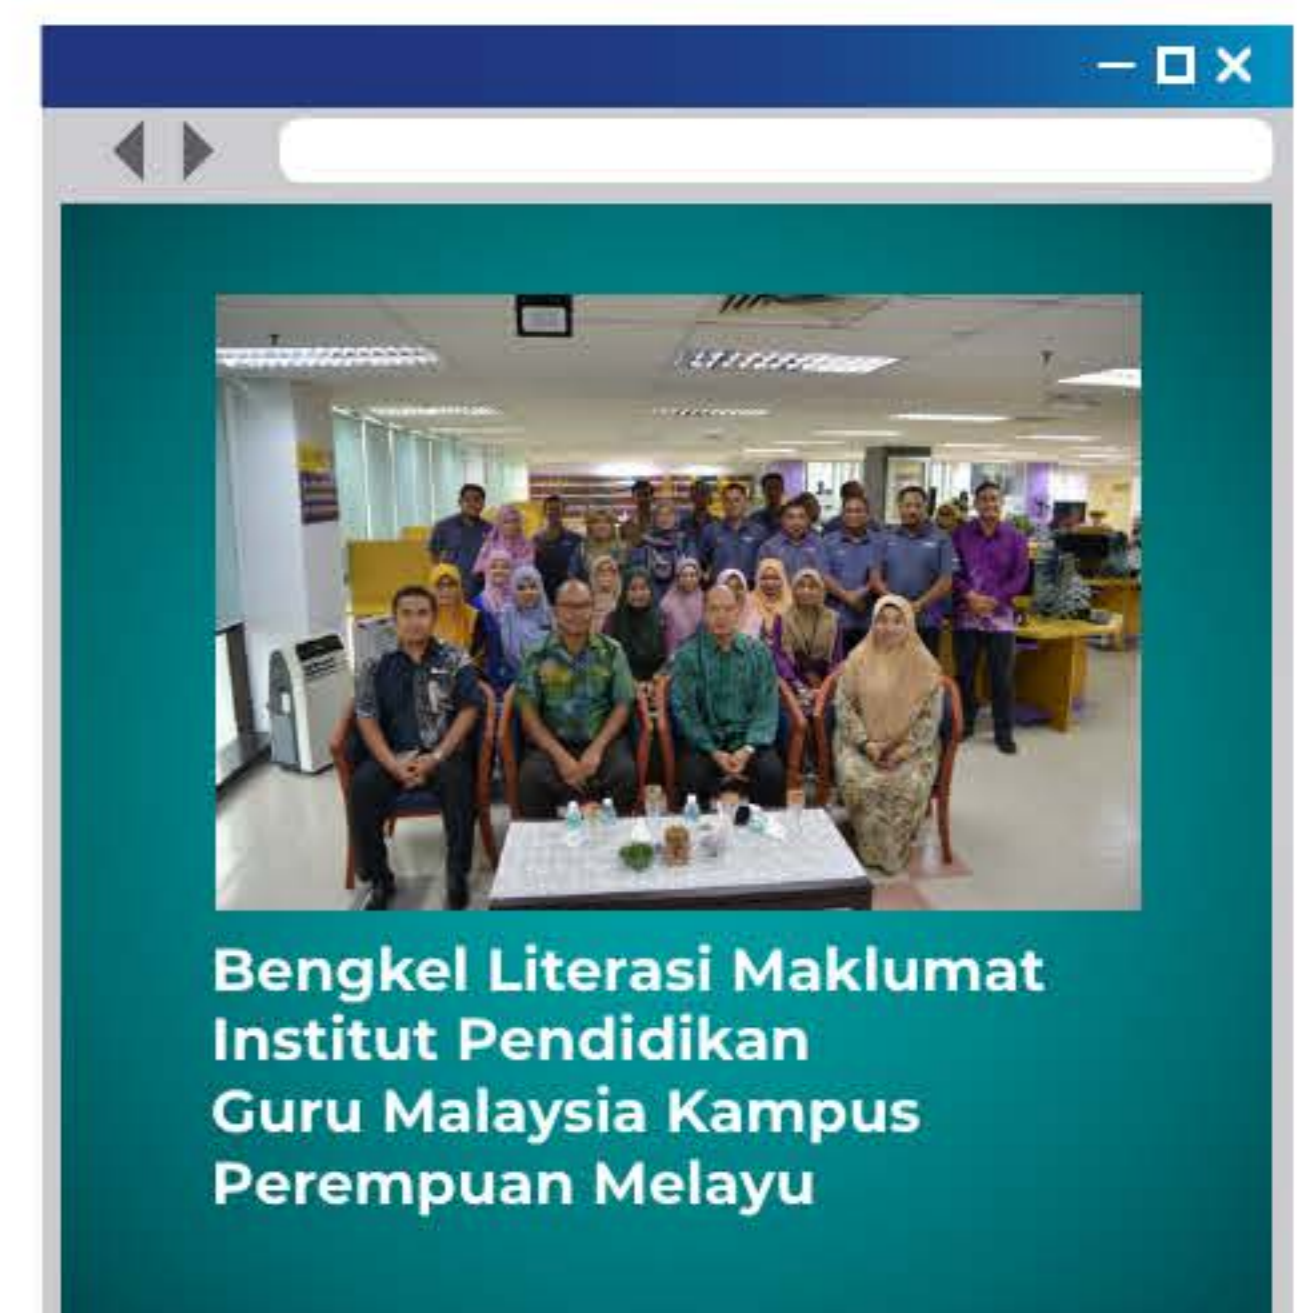 Bengkel Literasi Maklumat
Institut Pendidikan
Guru Malaysia Kampus
Perempuan Melayu